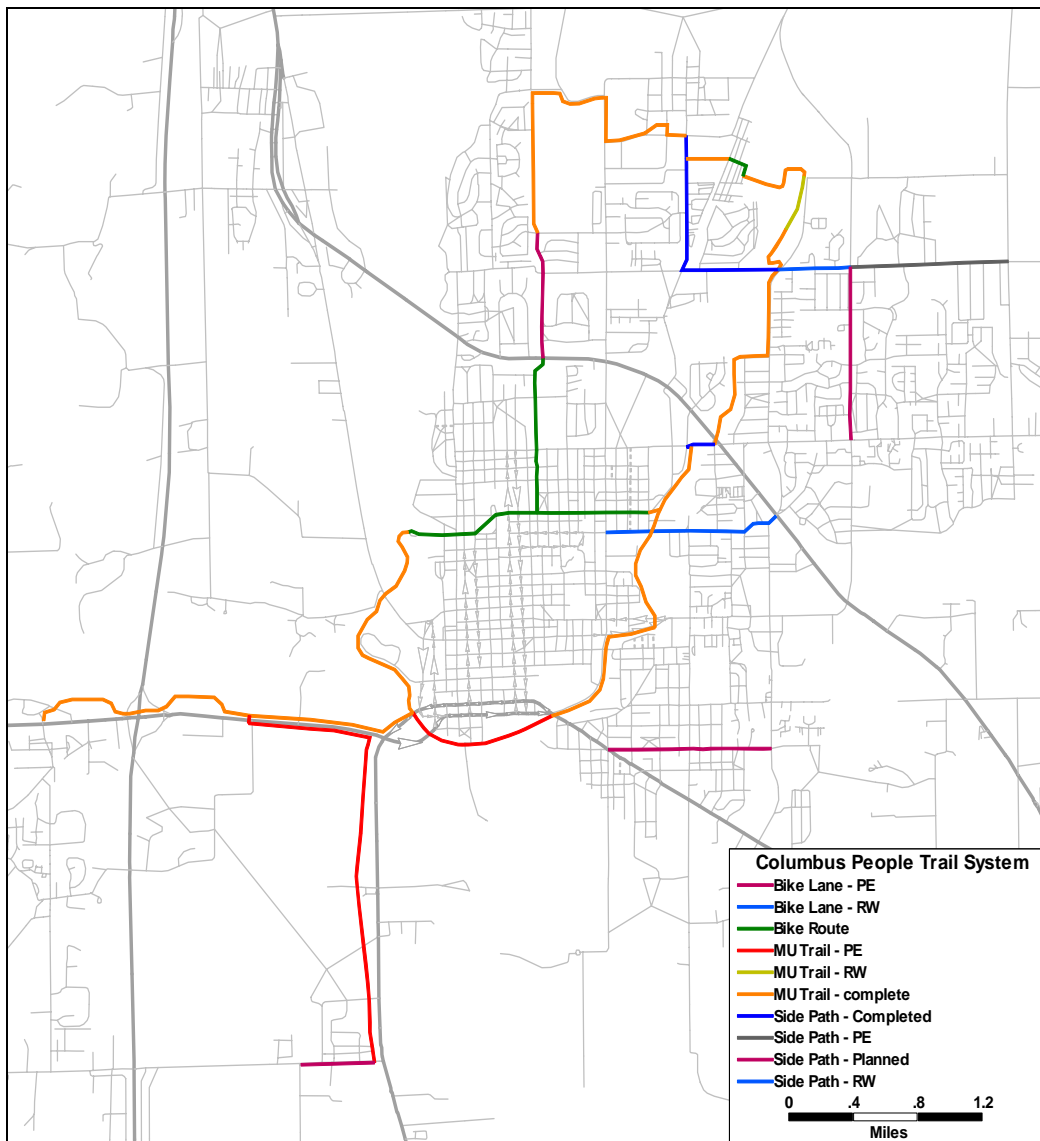 Columbus People Trail System
Bike Lane - PE
Bike Lane - RW
Bike Route
MU Trail - PE
MU Trail - RW
MU Trail - complete
Side Path - Completed
Side Path - PE
Side Path - Planned
Side Path - RW
0 .4 .8 1.2
Miles